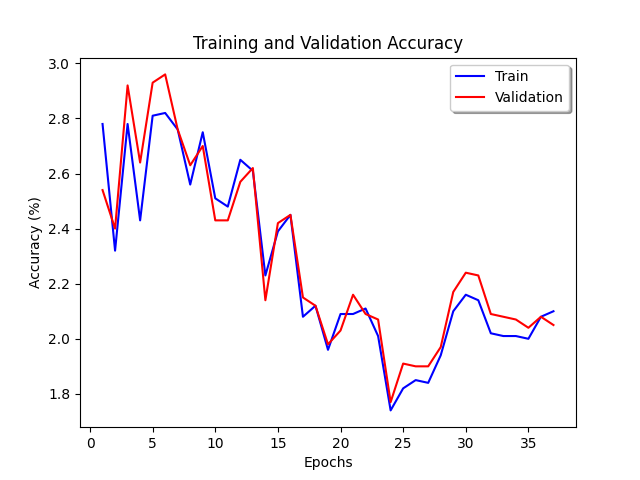 Training and Validation Accuracy
Train
Validation
3.0
2.8
2.6
2.4
2.2
2.0
1.8
Accuracy (%)
0 5 10 15 20 25 30 35
Epochs